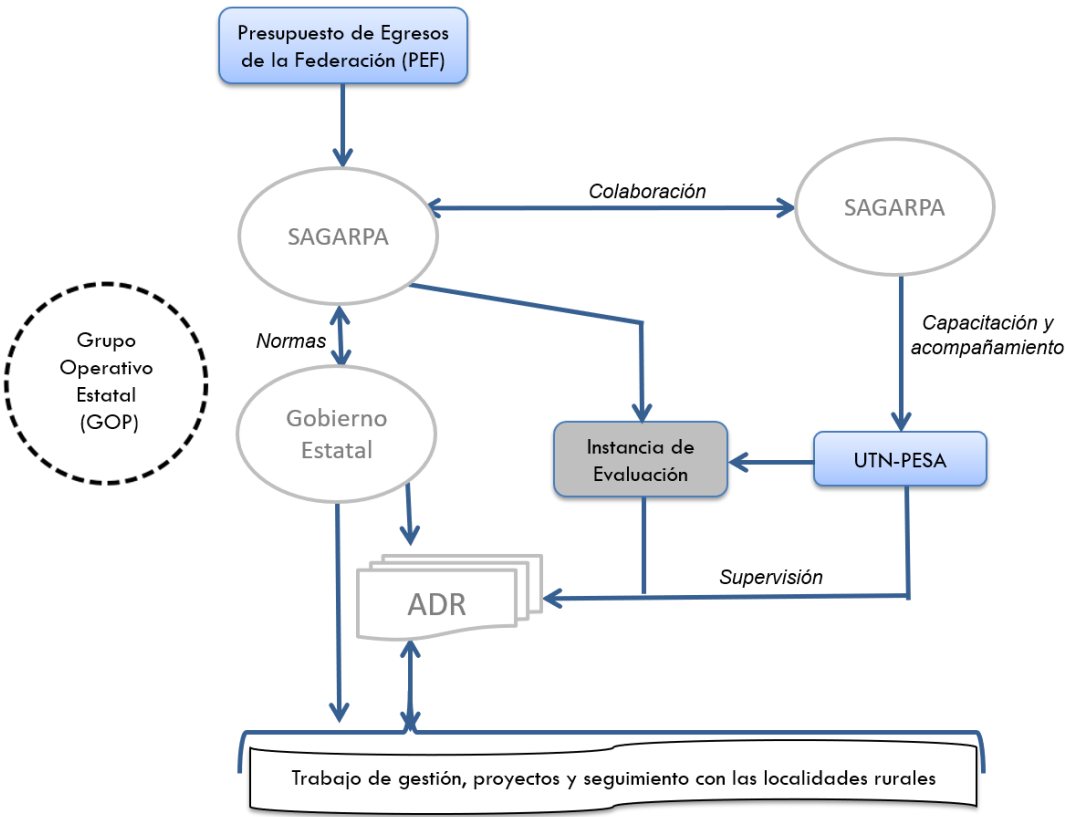 Presupuesto de Egresos
de la Federación (PEF)
Colaboración
SAGARPA
SAGARPA
Normas
Capacitación y
acompañamiento
Grupo
Operativo
Estatal
(GOP)
Gobierno
Estatal
Instancia de
Evaluación
UTN-PESA
Supervisión
ADR
Trabajo de gestión, proyectos y seguimiento con las localidades rurales